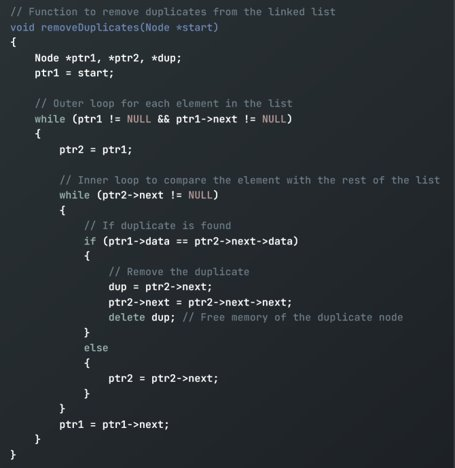 // Function to remove duplicates from the linked list
void removeDuplicates(Node *start)
{
    Node *ptr1, *ptr2, *dup;
    ptr1 = start;

    // Outer loop for each element in the list
    while (ptr1 != NULL && ptr1->next != NULL)
    {
        ptr2 = ptr1;

        // Inner loop to compare the element with the rest of the list
        while (ptr2->next != NULL)
        {
            // If duplicate is found
            if (ptr1->data == ptr2->next->data)
            {
                // Remove the duplicate
                dup = ptr2->next;
                ptr2->next = ptr2->next->next;
                delete dup; // Free memory of the duplicate node
            }
            else
            {
                ptr2 = ptr2->next;
            }
        }
        ptr1 = ptr1->next;
    }
}